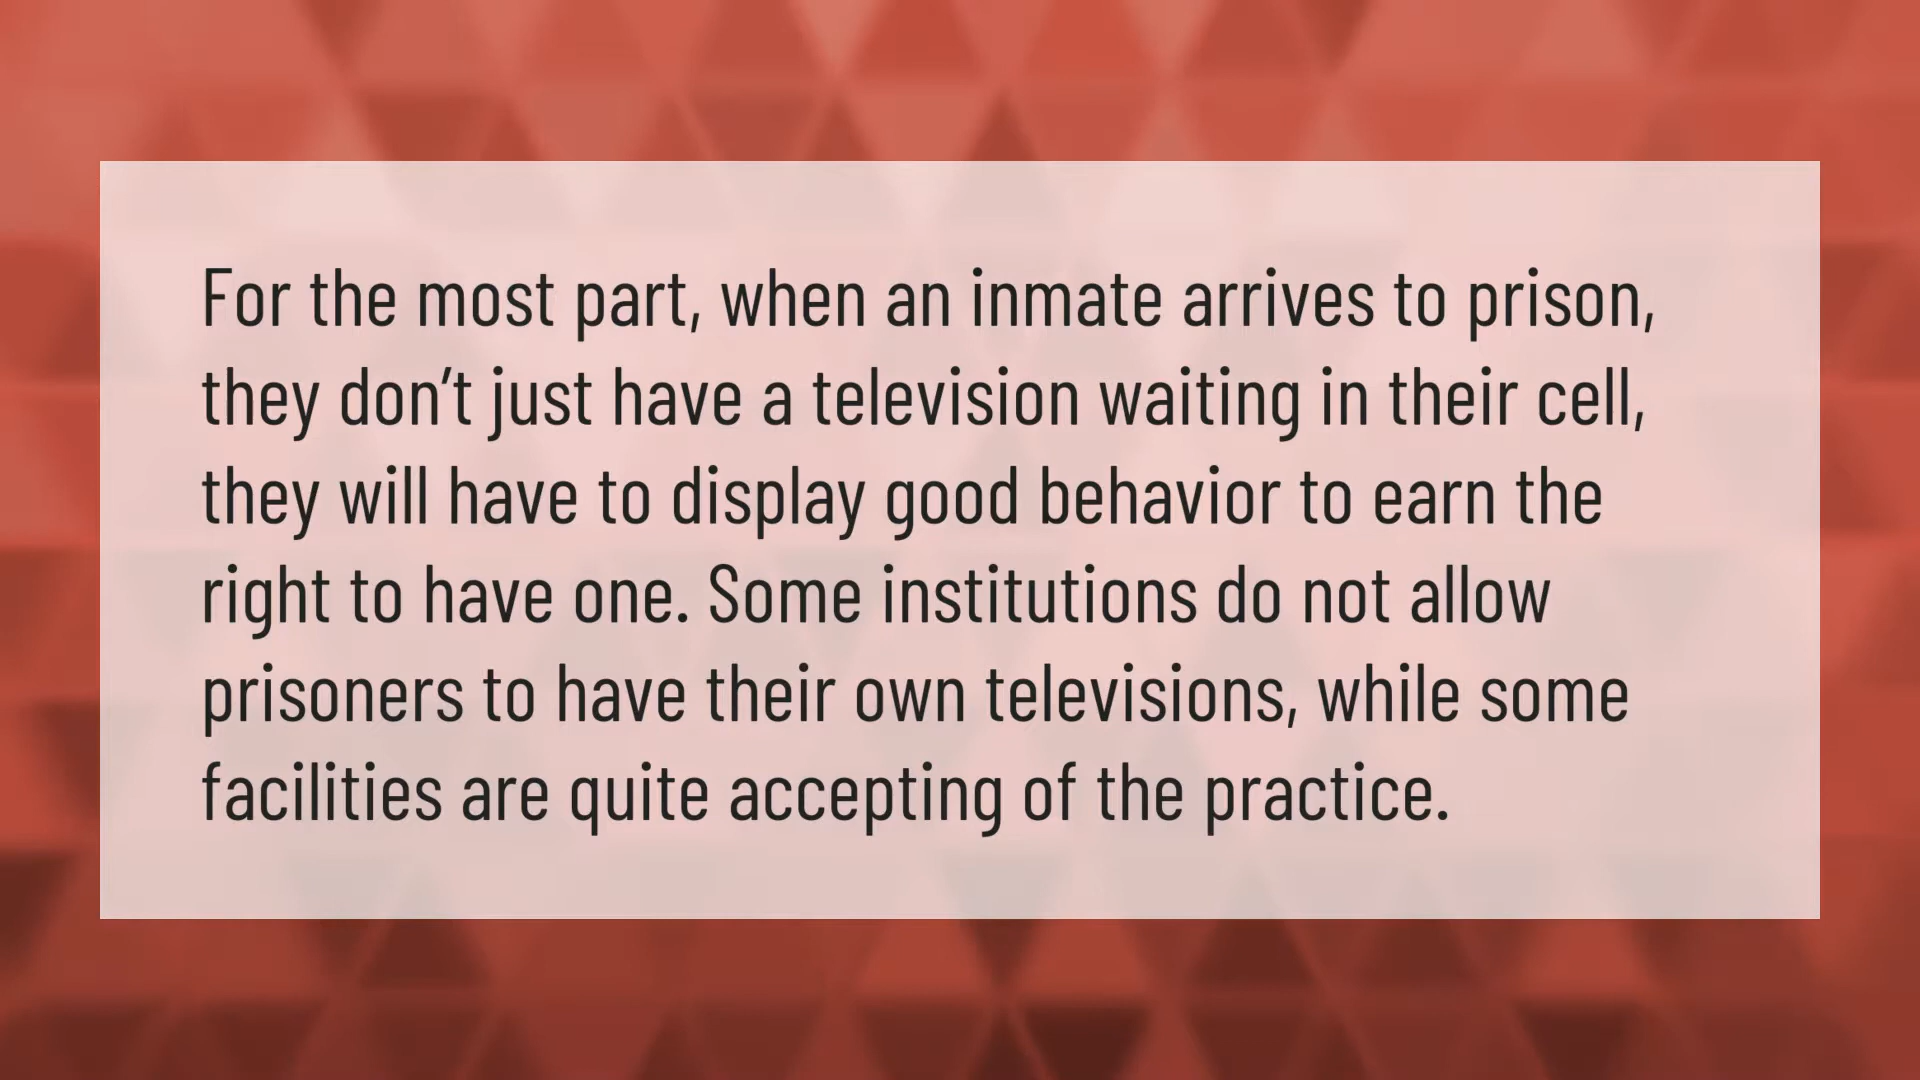 For the most part, when an inmate arrives to prison,
they don’t just have a television waiting in their cell,
they will have to display good behavior to earn the
right to have one. Some institutions do not allow
prisoners to have their own televisions, while some
facilities are quite accepting of the practice.